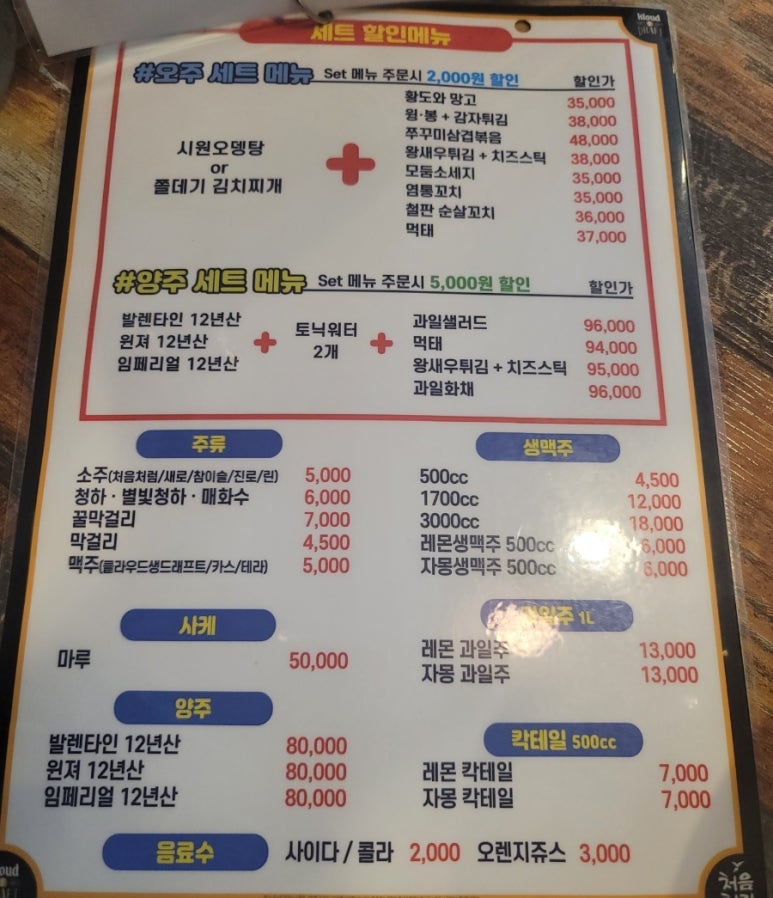 kloud
세트 할인메뉴
#오주 세트 메뉴 Set 메뉴 주문시 2,000원 할인 할인가
시원오뎅탕
or
쫄데기 김치찌개
+
황도와 망고 35,000
윙·봉 + 감자튀김 38,000
쭈꾸미삼겹볶음 48,000
왕새우튀김 + 치즈스틱 38,000
모둠소세지 35,000
염통꼬치 35,000
철판 순살꼬치 36,000
먹태 37,000
#양주 세트 메뉴 Set 메뉴 주문시 5,000원 할인 할인가
발렌타인 12년산
윈져 12년산
임페리얼 12년산
+
토닉워터
2개
+
과일샐러드 96,000
먹태 94,000
왕새우튀김 + 치즈스틱 95,000
과일화채 96,000
주류
소주(처음처럼/새로/참이슬/진로/린) 5,000
청하 · 별빛청하 · 매화수 6,000
꿀막걸리 7,000
막걸리 4,500
맥주(클라우드생드래프트/카스/테라) 5,000
생맥주
500cc 4,500
1700cc 12,000
3000cc 18,000
레몬생맥주 500cc 6,000
자몽생맥주 500cc 6,000
사케
마루 50,000
과일주 1L
레몬 과일주 13,000
자몽 과일주 13,000
양주
발렌타인 12년산 80,000
윈져 12년산 80,000
임페리얼 12년산 80,000
칵테일 500cc
레몬 칵테일 7,000
자몽 칵테일 7,000
음료수 사이다 / 콜라 2,000 오렌지쥬스 3,000
처음